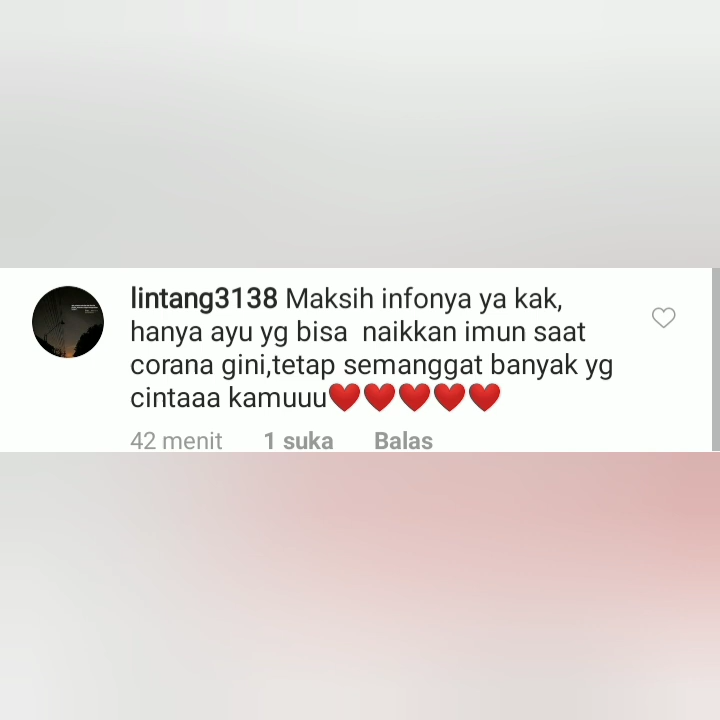 lintang3138 Maksih infonya ya kak,
hanya ayu yg bisa  naikkan imun saat
corana gini,tetap semanggat banyak yg
cintaaa kamuuu❤️❤️❤️❤️❤️
42 menit 1 suka Balas